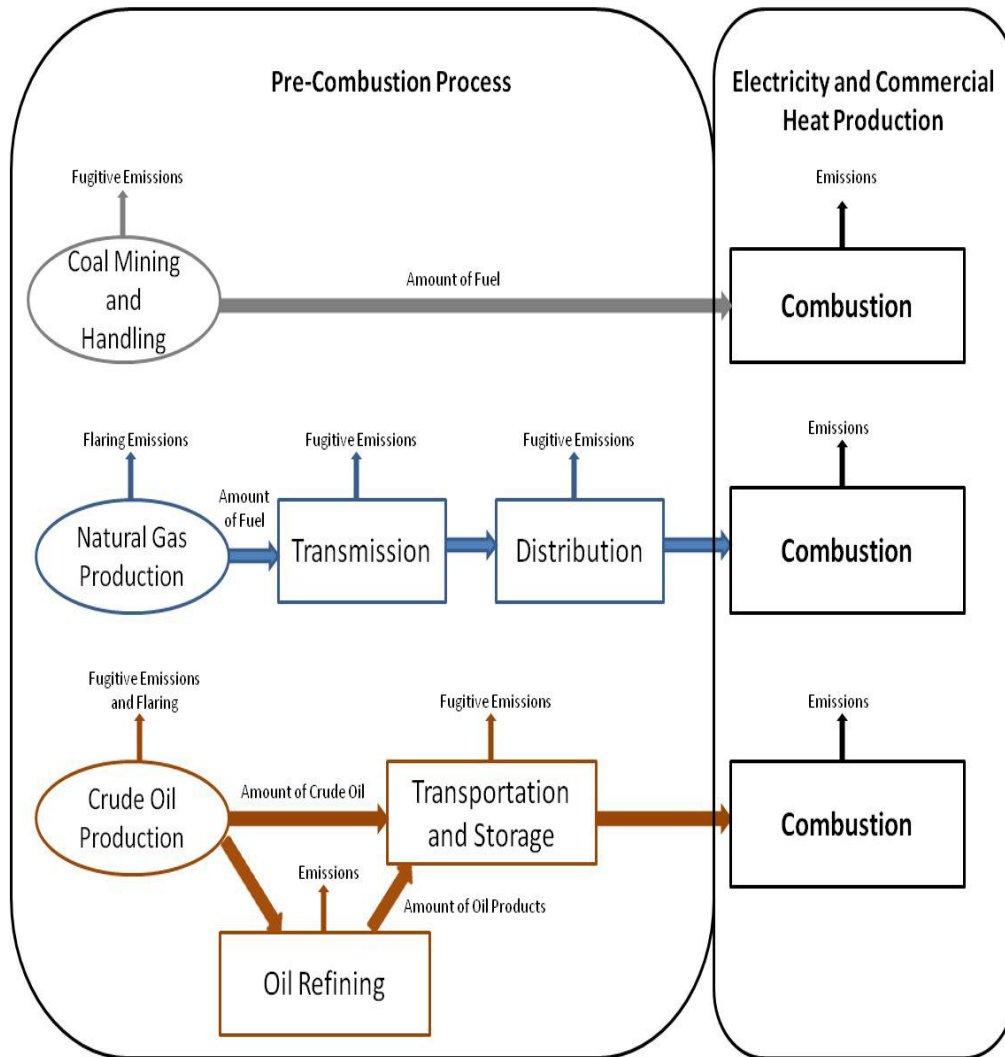 Pre-Combustion Process
Electricity and Commercial
Heat Production
Fugitive Emissions
Emissions
Coal Mining
and
Handling
Amount of Fuel
Combustion
Flaring Emissions
Fugitive Emissions
Fugitive Emissions
Emissions
Amount
of Fuel
Natural Gas
Production
Transmission
Distribution
Combustion
Fugitive Emissions
and Flaring
Fugitive Emissions
Emissions
Crude Oil
Production
Amount of Crude Oil
Transportation
and Storage
Combustion
Emissions
Amount of Oil Products
Oil Refining